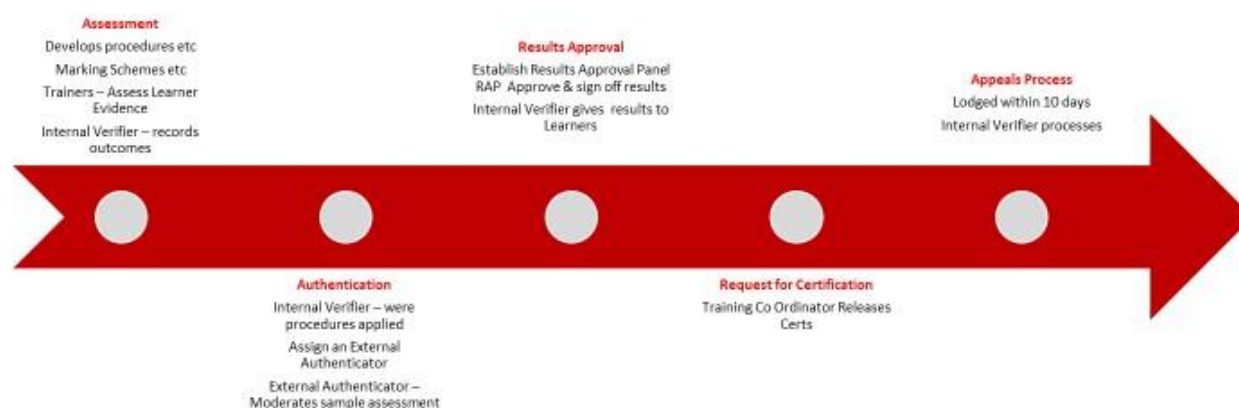 Assessment
Develops procedures etc
Marking Schemes etc
Trainers – Assess Learner
Evidence
Internal Verifier – records
outcomes
Authentication
Internal Verifier – were
procedures applied
Assign an External
Authenticator
External Authenticator –
Moderates sample assessment
Results Approval
Establish Results Approval Panel
RAP Approve & sign off results
Internal Verifier gives results to
Learners
Request for Certification
Training Co Ordinator Releases
Certs
Appeals Process
Lodged within 10 days
Internal Verifier processes